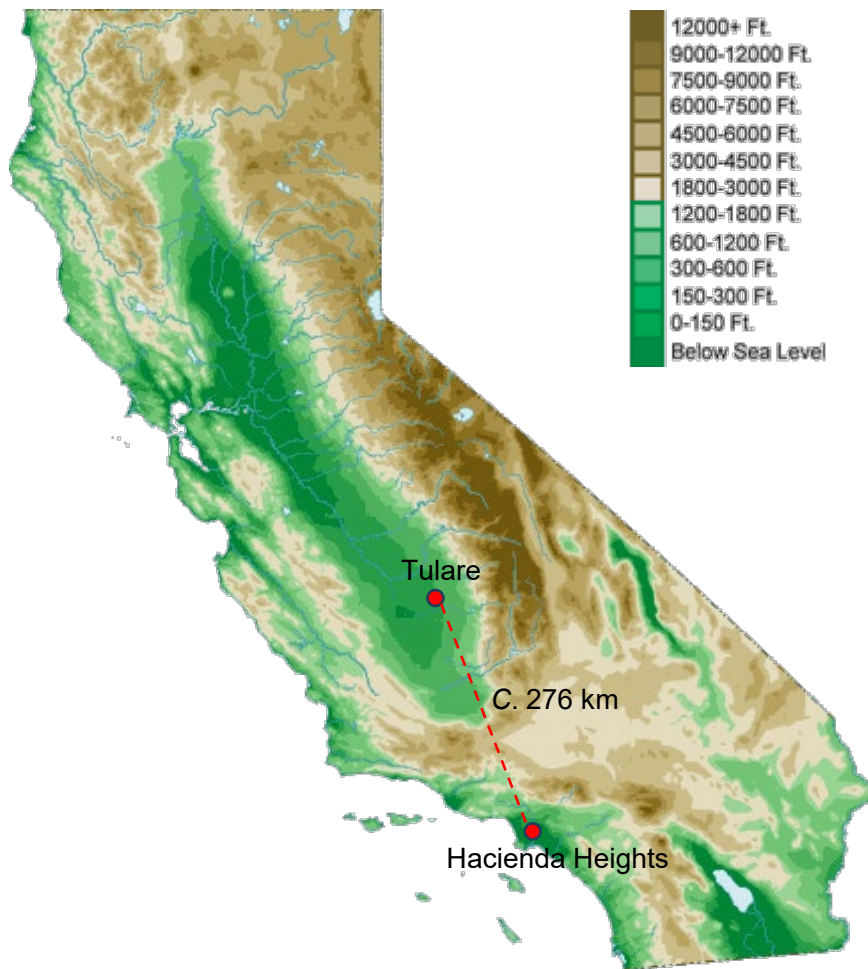 12000+ Ft.
9000-12000 Ft.
7500-9000 Ft.
6000-7500 Ft.
4500-6000 Ft.
3000-4500 Ft.
1800-3000 Ft.
1200-1800 Ft.
600-1200 Ft.
300-600 Ft.
150-300 Ft.
0-150 Ft.
Below Sea Level
Tulare
C. 276 km
Hacienda Heights